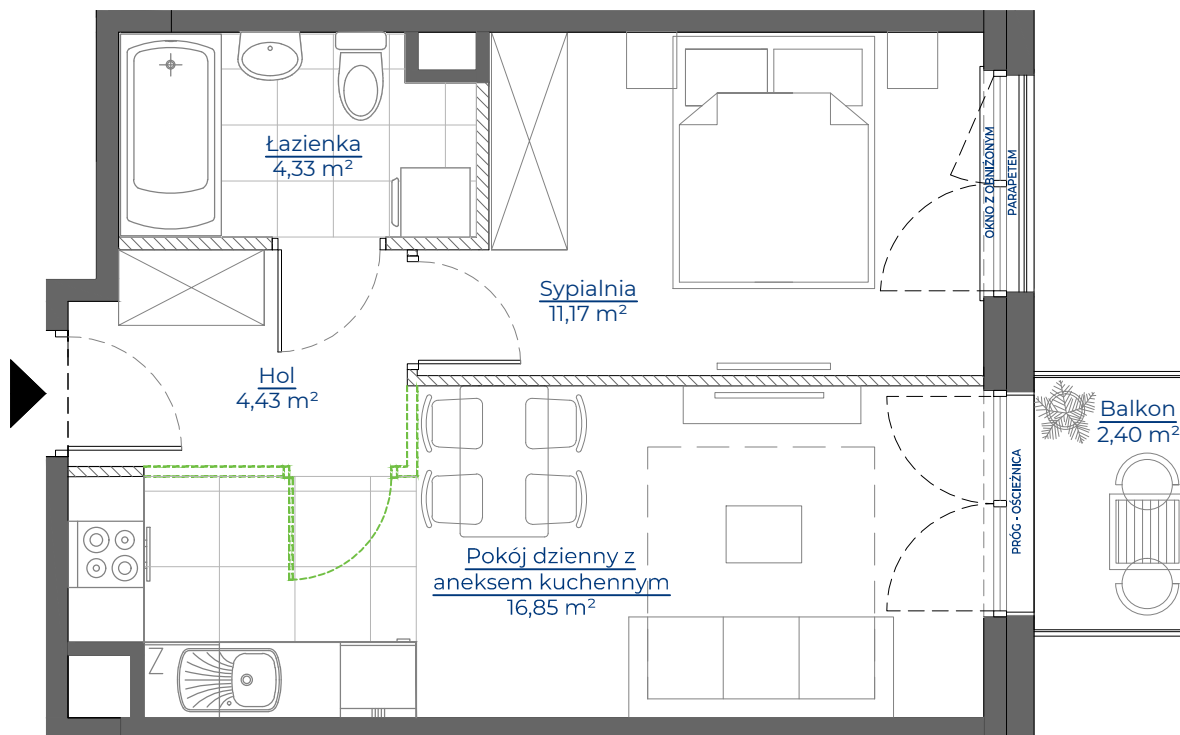 Łazienka
4,33 m²
OKNO Z OBNIŻONYM
PARAPETEM
Sypialnia
11,17 m²
Hol
4,43 m²
Balkon
2,40 m²
PRÓG - OŚCIEŻNICA
Pokój dzienny z
aneksem kuchennym
16,85 m²
Z